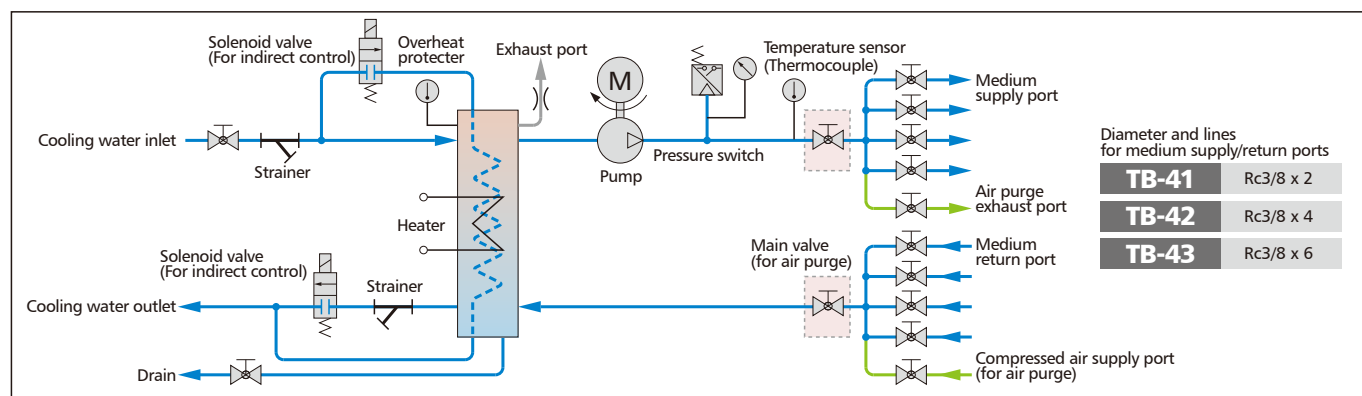 Solenoid valve
(For indirect control)
Overheat
protecter
Exhaust port
M
Temperature sensor
(Thermocouple)
Medium
supply port
Cooling water inlet
Strainer
Pump
Pressure switch
Air purge
exhaust port
Heater
Solenoid valve
(For indirect control)
Strainer
Main valve
(for air purge)
Medium
return port
Cooling water outlet
Drain
Compressed air supply port
(for air purge)
Diameter and lines
for medium supply/return ports
TB-41 Rc3/8 x 2
TB-42 Rc3/8 x 4
TB-43 Rc3/8 x 6